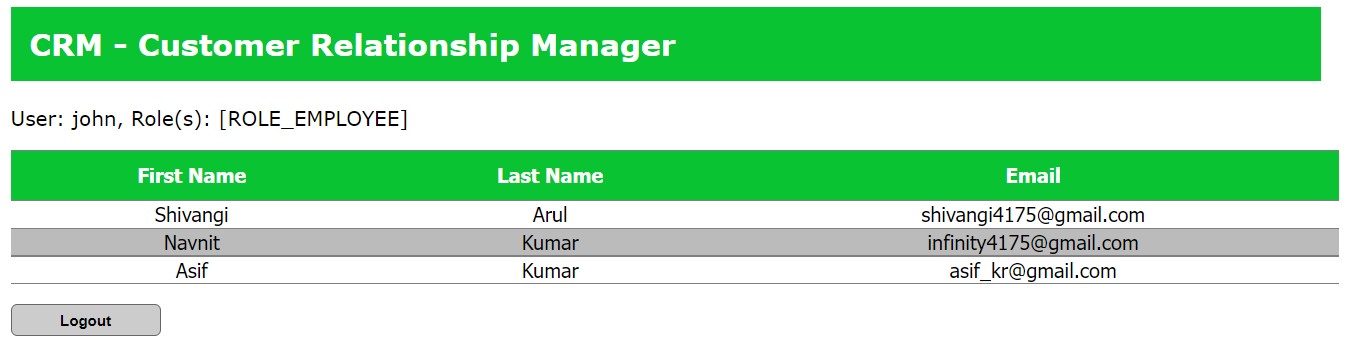 CRM - Customer Relationship Manager
User: john, Role(s): [ROLE_EMPLOYEE]
First Name Last Name Email
Shivangi Arul shivangi4175@gmail.com
Navnit Kumar infinity4175@gmail.com
Asif Kumar asif_kr@gmail.com
Logout